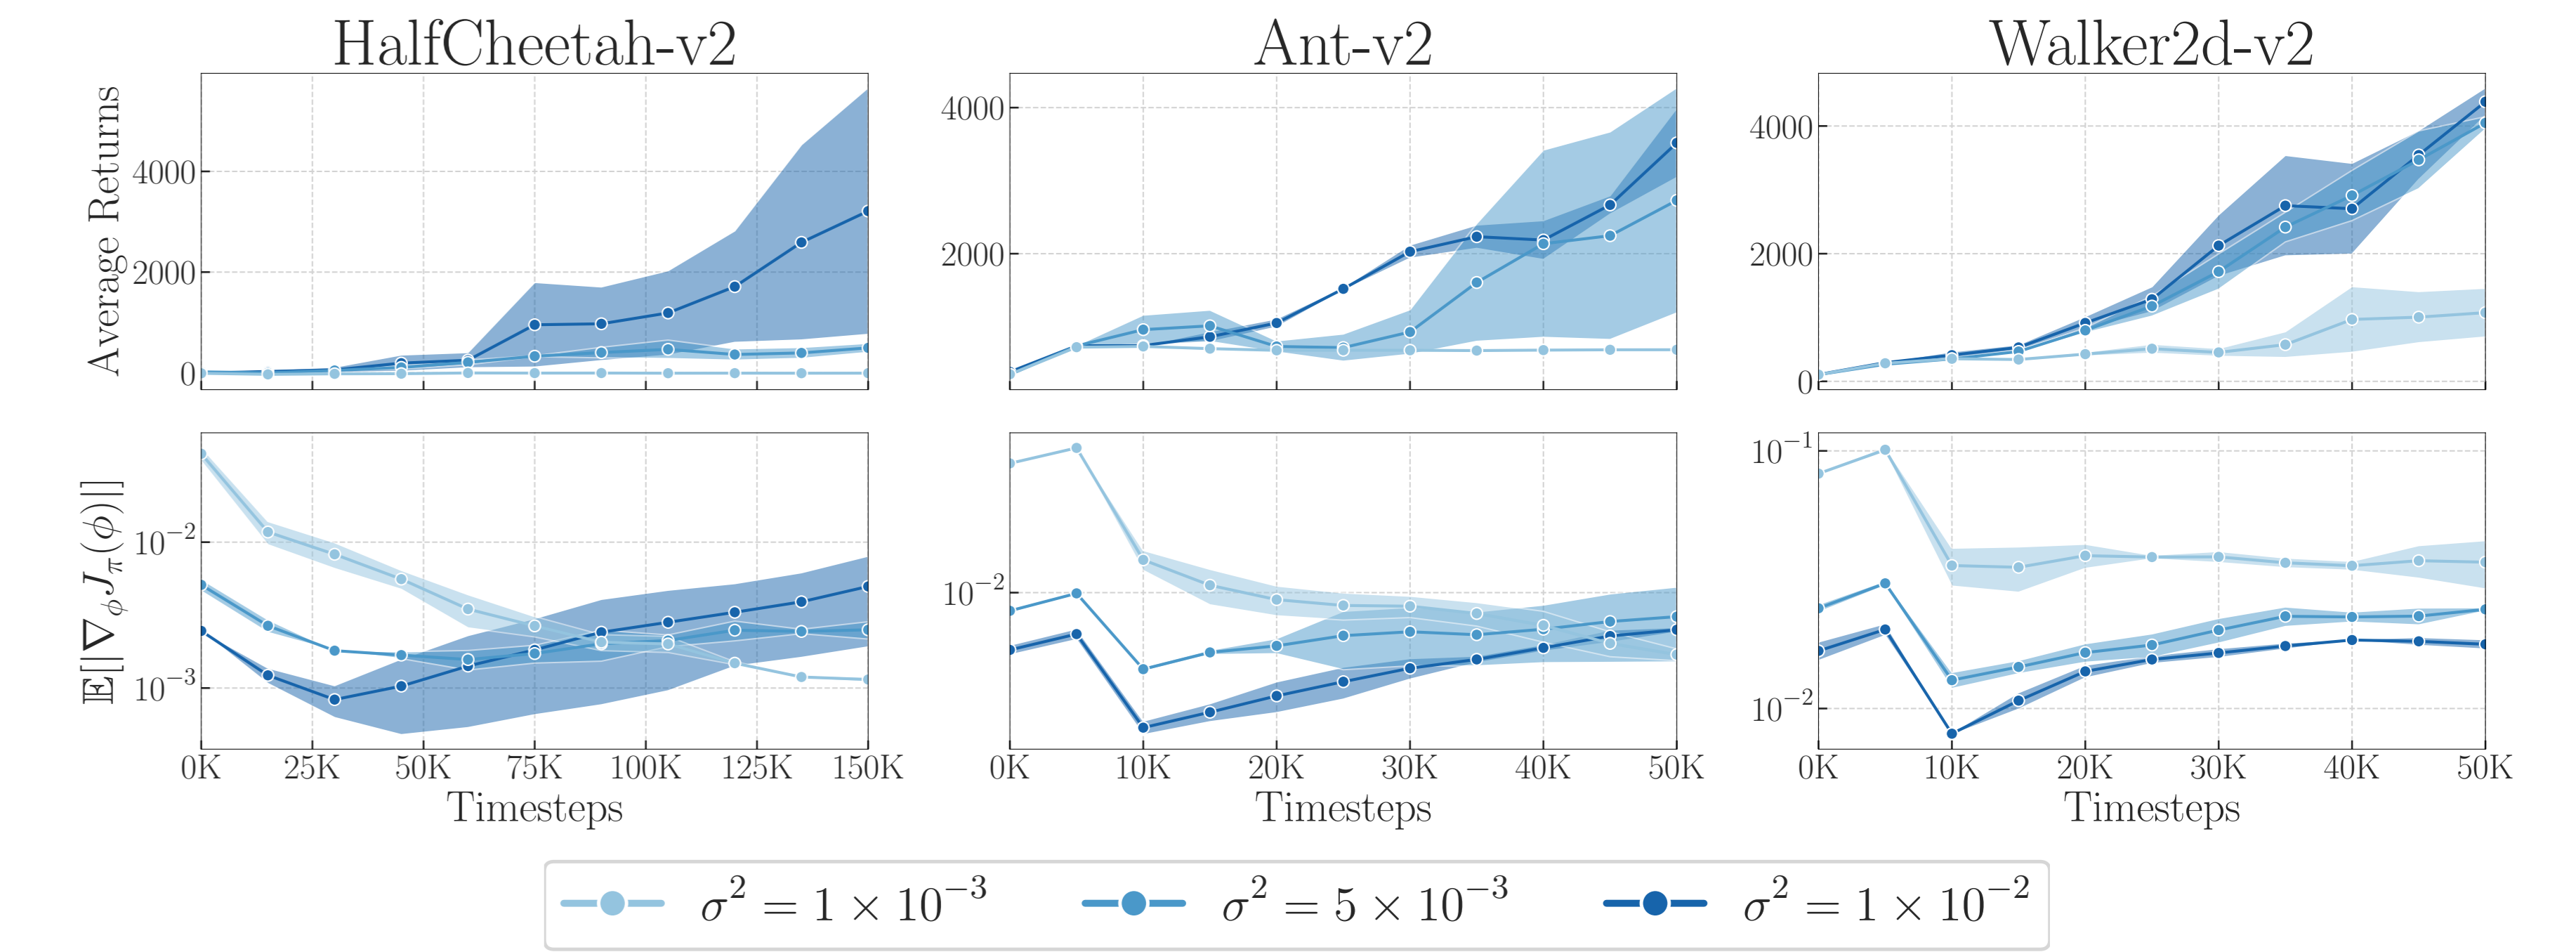 HalfCheetah-v2
Ant-v2
Walker2d-v2
Average Returns
4000
2000
0
4000
2000
4000
2000
0
𝔼[|∇_ϕ J_π(ϕ)|]
10⁻²
10⁻³
10⁻²
10⁻¹
10⁻²
0K 25K 50K 75K 100K 125K 150K
0K 10K 20K 30K 40K 50K
0K 10K 20K 30K 40K 50K
Timesteps
Timesteps
Timesteps
σ² = 1 × 10⁻³
σ² = 5 × 10⁻³
σ² = 1 × 10⁻²